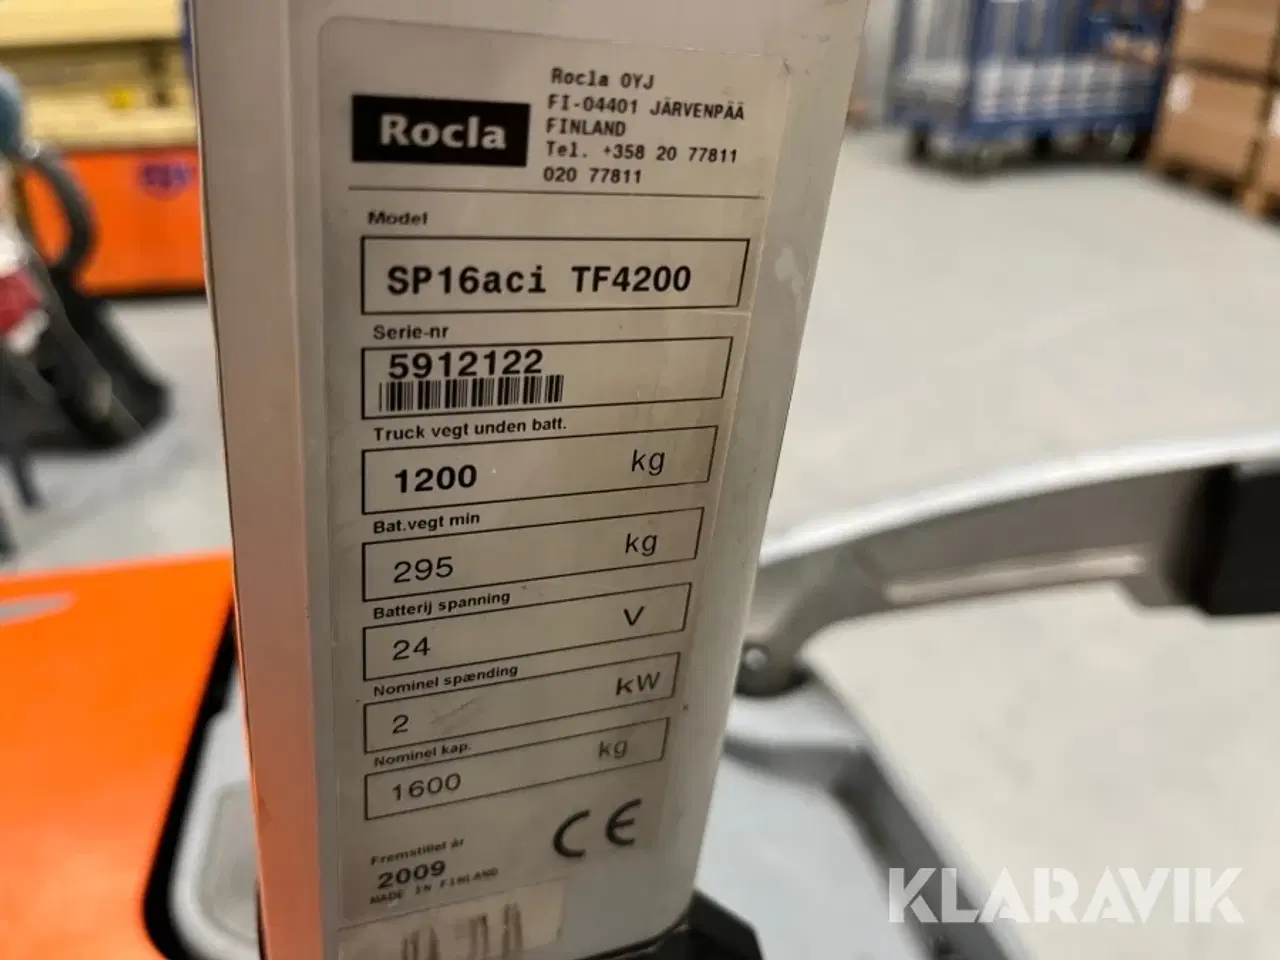 Rocla
Rocla OYJ
FI-04401 JÄRVENPÄÄ
FINLAND
Tel. +358 20 77811
020 77811
Model
SP16aci TF4200
Serie-nr
5912122
Truck vegt unden batt.
1200 kg
Bat.vegt min
295 kg
Batterij spanning
24 V
Nominel spænding
2 kW
Nominel kap.
1600 kg
Fremstillet år
2009
MADE IN FINLAND
CE
KLARAVIK